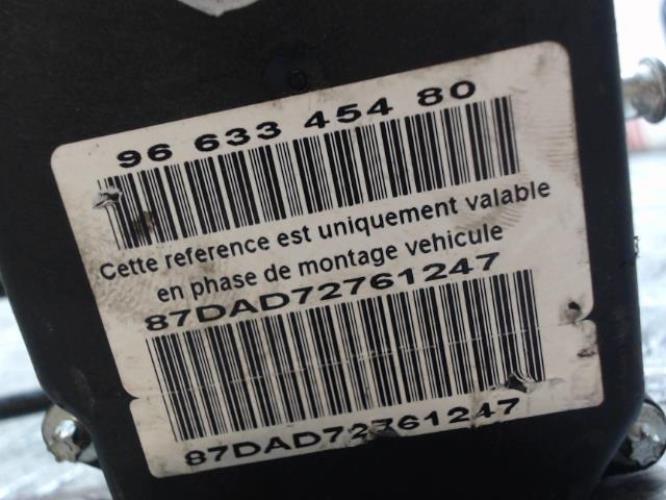 96 633 454 80
Cette reference est uniquement valable
en phase de montage vehicule
87DAD72761247
87DAD72761247